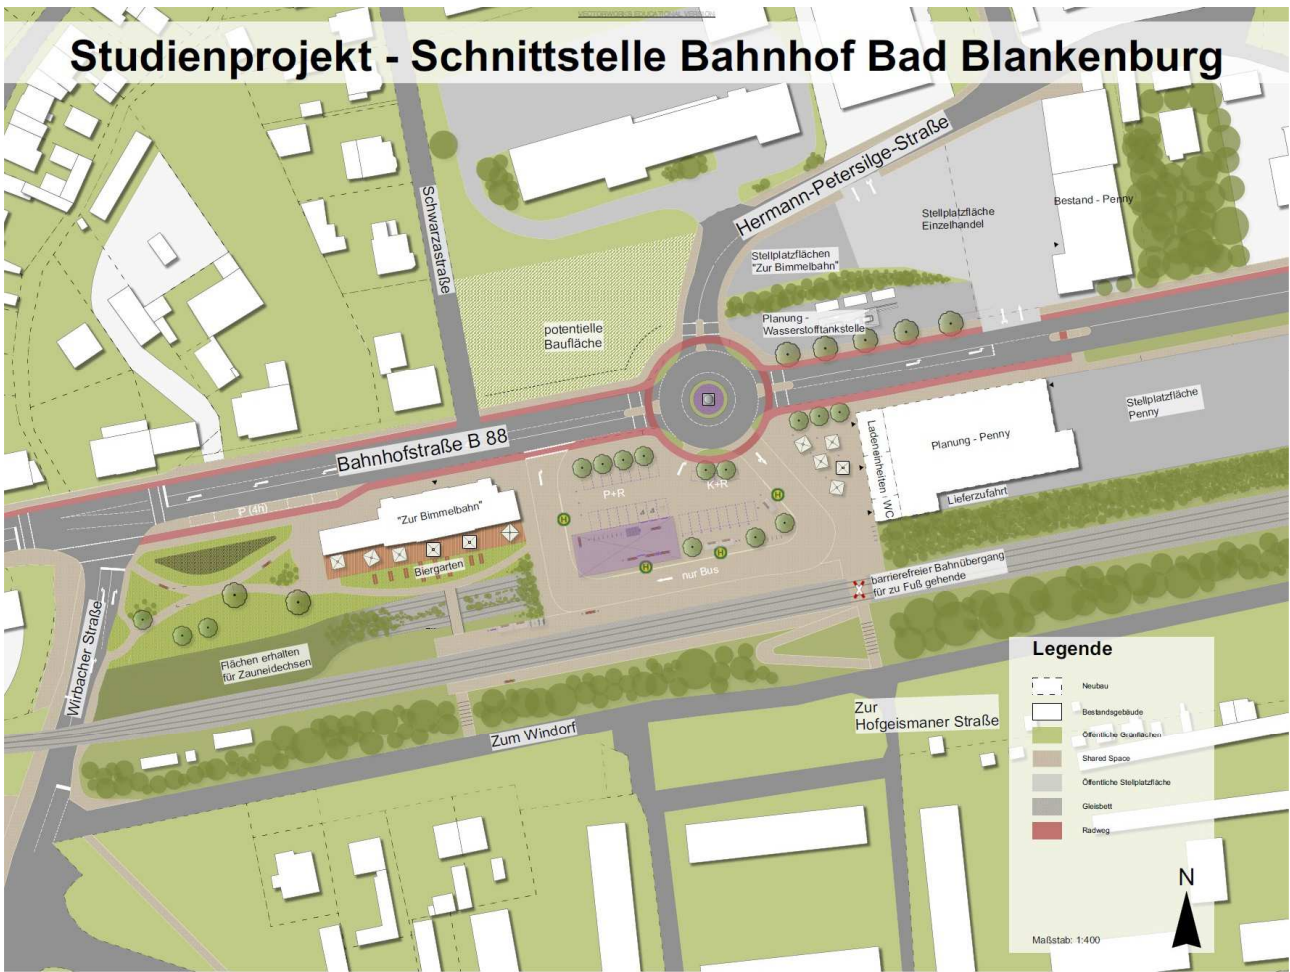 VECTORWORKS EDUCATIONAL VERSION
Studienprojekt - Schnittstelle Bahnhof Bad Blankenburg
Hermann-Petersilge-Straße
Schwarzastraße
Bestand - Penny
Stellplatzfläche
Einzelhandel
Stellplatzflächen
"Zur Bimmelbahn"
potentielle
Baufläche
Planung -
Wasserstofftankstelle
Bahnhofstraße B 88
Stellplatzfläche
Penny
Planung - Penny
Ladeneinheiten WC
P+R
K+R
P (4h)
"Zur Bimmelbahn"
Lieferzufahrt
H
H
H
H
nur Bus
Biergarten
barrierefreier Bahnübergang
für zu Fuß gehende
Wirbacher Straße
Flächen erhalten
für Zauneidechsen
Zum Windorf
Zur
Hofgeismaner Straße
Legende
Neubau
Bestandsgebäude
Öffentliche Grünflächen
Shared Space
Öffentliche Stellplatzfläche
Gleisbett
Radweg
N
Maßstab: 1:400